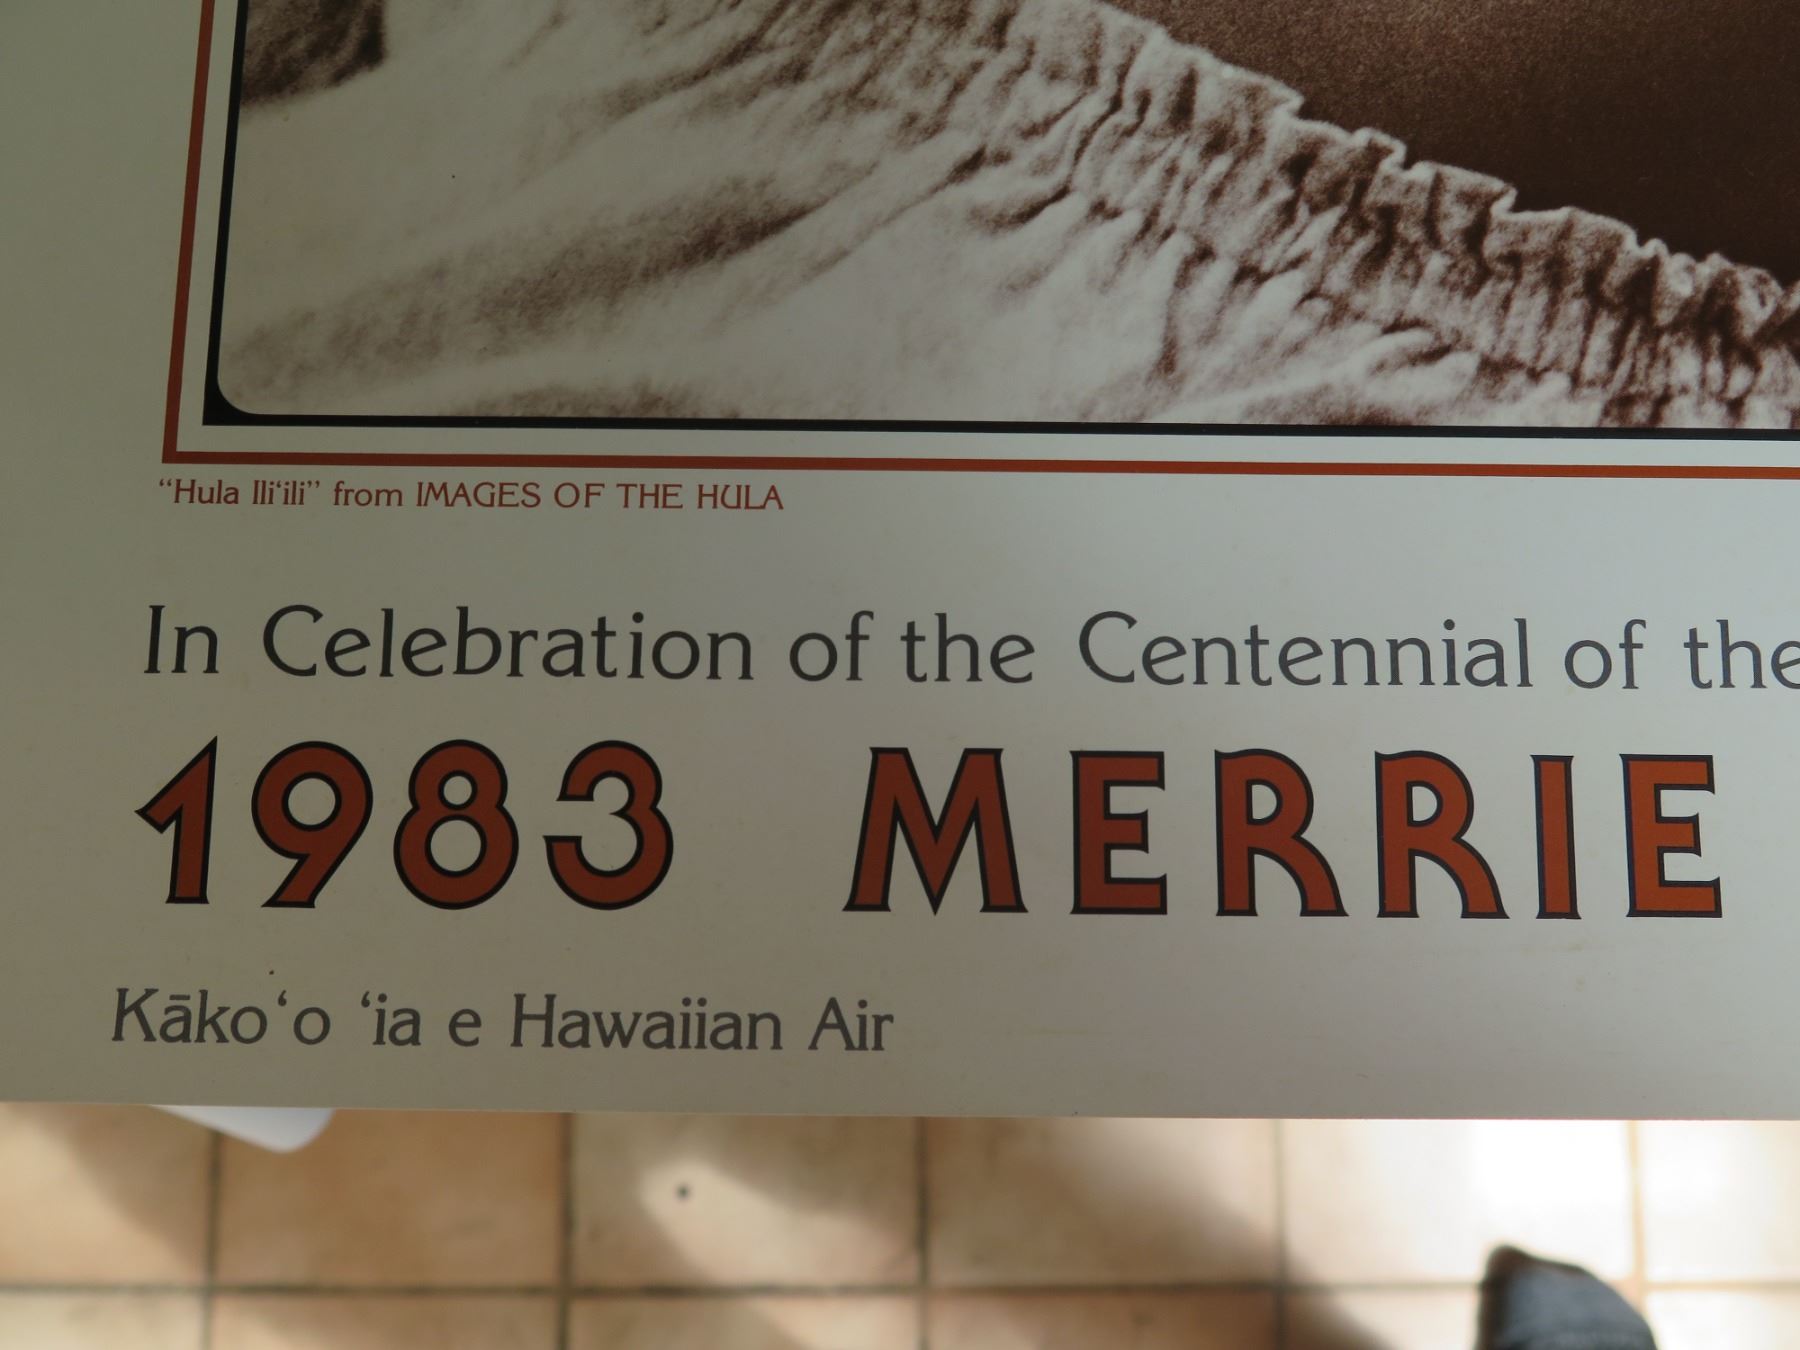 “Hula Ili‘ili” from IMAGES OF THE HULA
In Celebration of the Centennial of the
1983 MERRIE
Kāko‘o ‘ia e Hawaiian Air